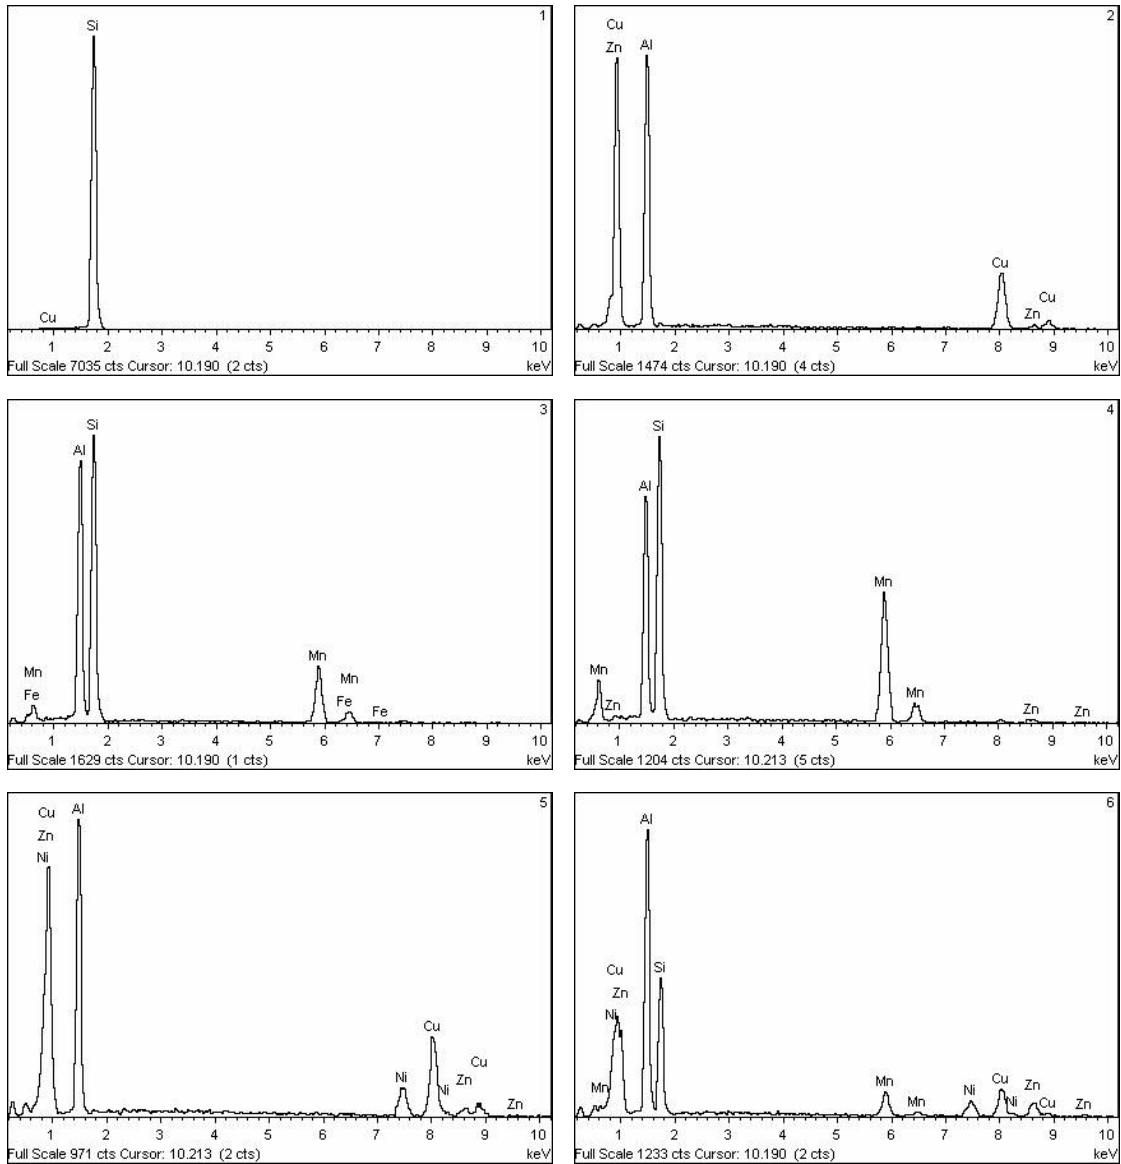 1
Si
Cu
1 2 3 4 5 6 7 8 9 10
Full Scale 7035 cts Cursor: 10.190 (2 cts) keV
2
Cu
Zn Al
Cu
Cu
Zn
1 2 3 4 5 6 7 8 9 10
Full Scale 1474 cts Cursor: 10.190 (4 cts) keV
3
Si
Al
Mn
Mn Mn
Fe Fe Fe
1 2 3 4 5 6 7 8 9 10
Full Scale 1629 cts Cursor: 10.190 (1 cts) keV
4
Si
Al
Mn
Mn Mn
Zn Zn Zn
1 2 3 4 5 6 7 8 9 10
Full Scale 1204 cts Cursor: 10.213 (5 cts) keV
5
Cu Al
Zn
Ni
Cu
Cu
Ni Ni Zn
Zn
1 2 3 4 5 6 7 8 9 10
Full Scale 971 cts Cursor: 10.213 (2 cts) keV
6
Al
Cu Si
Zn
Ni
Mn Mn Ni Cu Zn
Mn Ni Cu Zn
1 2 3 4 5 6 7 8 9 10
Full Scale 1233 cts Cursor: 10.190 (2 cts) keV